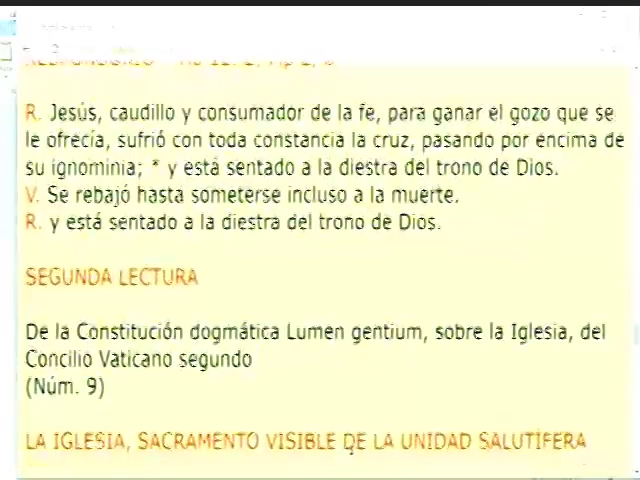 R. Jesús, caudillo y consumador de la fe, para ganar el gozo que se
le ofrecía, sufrió con toda constancia la cruz, pasando por encima de
su ignominia; * y está sentado a la diestra del trono de Dios.
V. Se rebajó hasta someterse incluso a la muerte.
R. y está sentado a la diestra del trono de Dios.
SEGUNDA LECTURA
De la Constitución dogmática Lumen gentium, sobre la Iglesia, del
Concilio Vaticano segundo
(Núm. 9)
LA IGLESIA, SACRAMENTO VISIBLE DE LA UNIDAD SALUTÍFERA